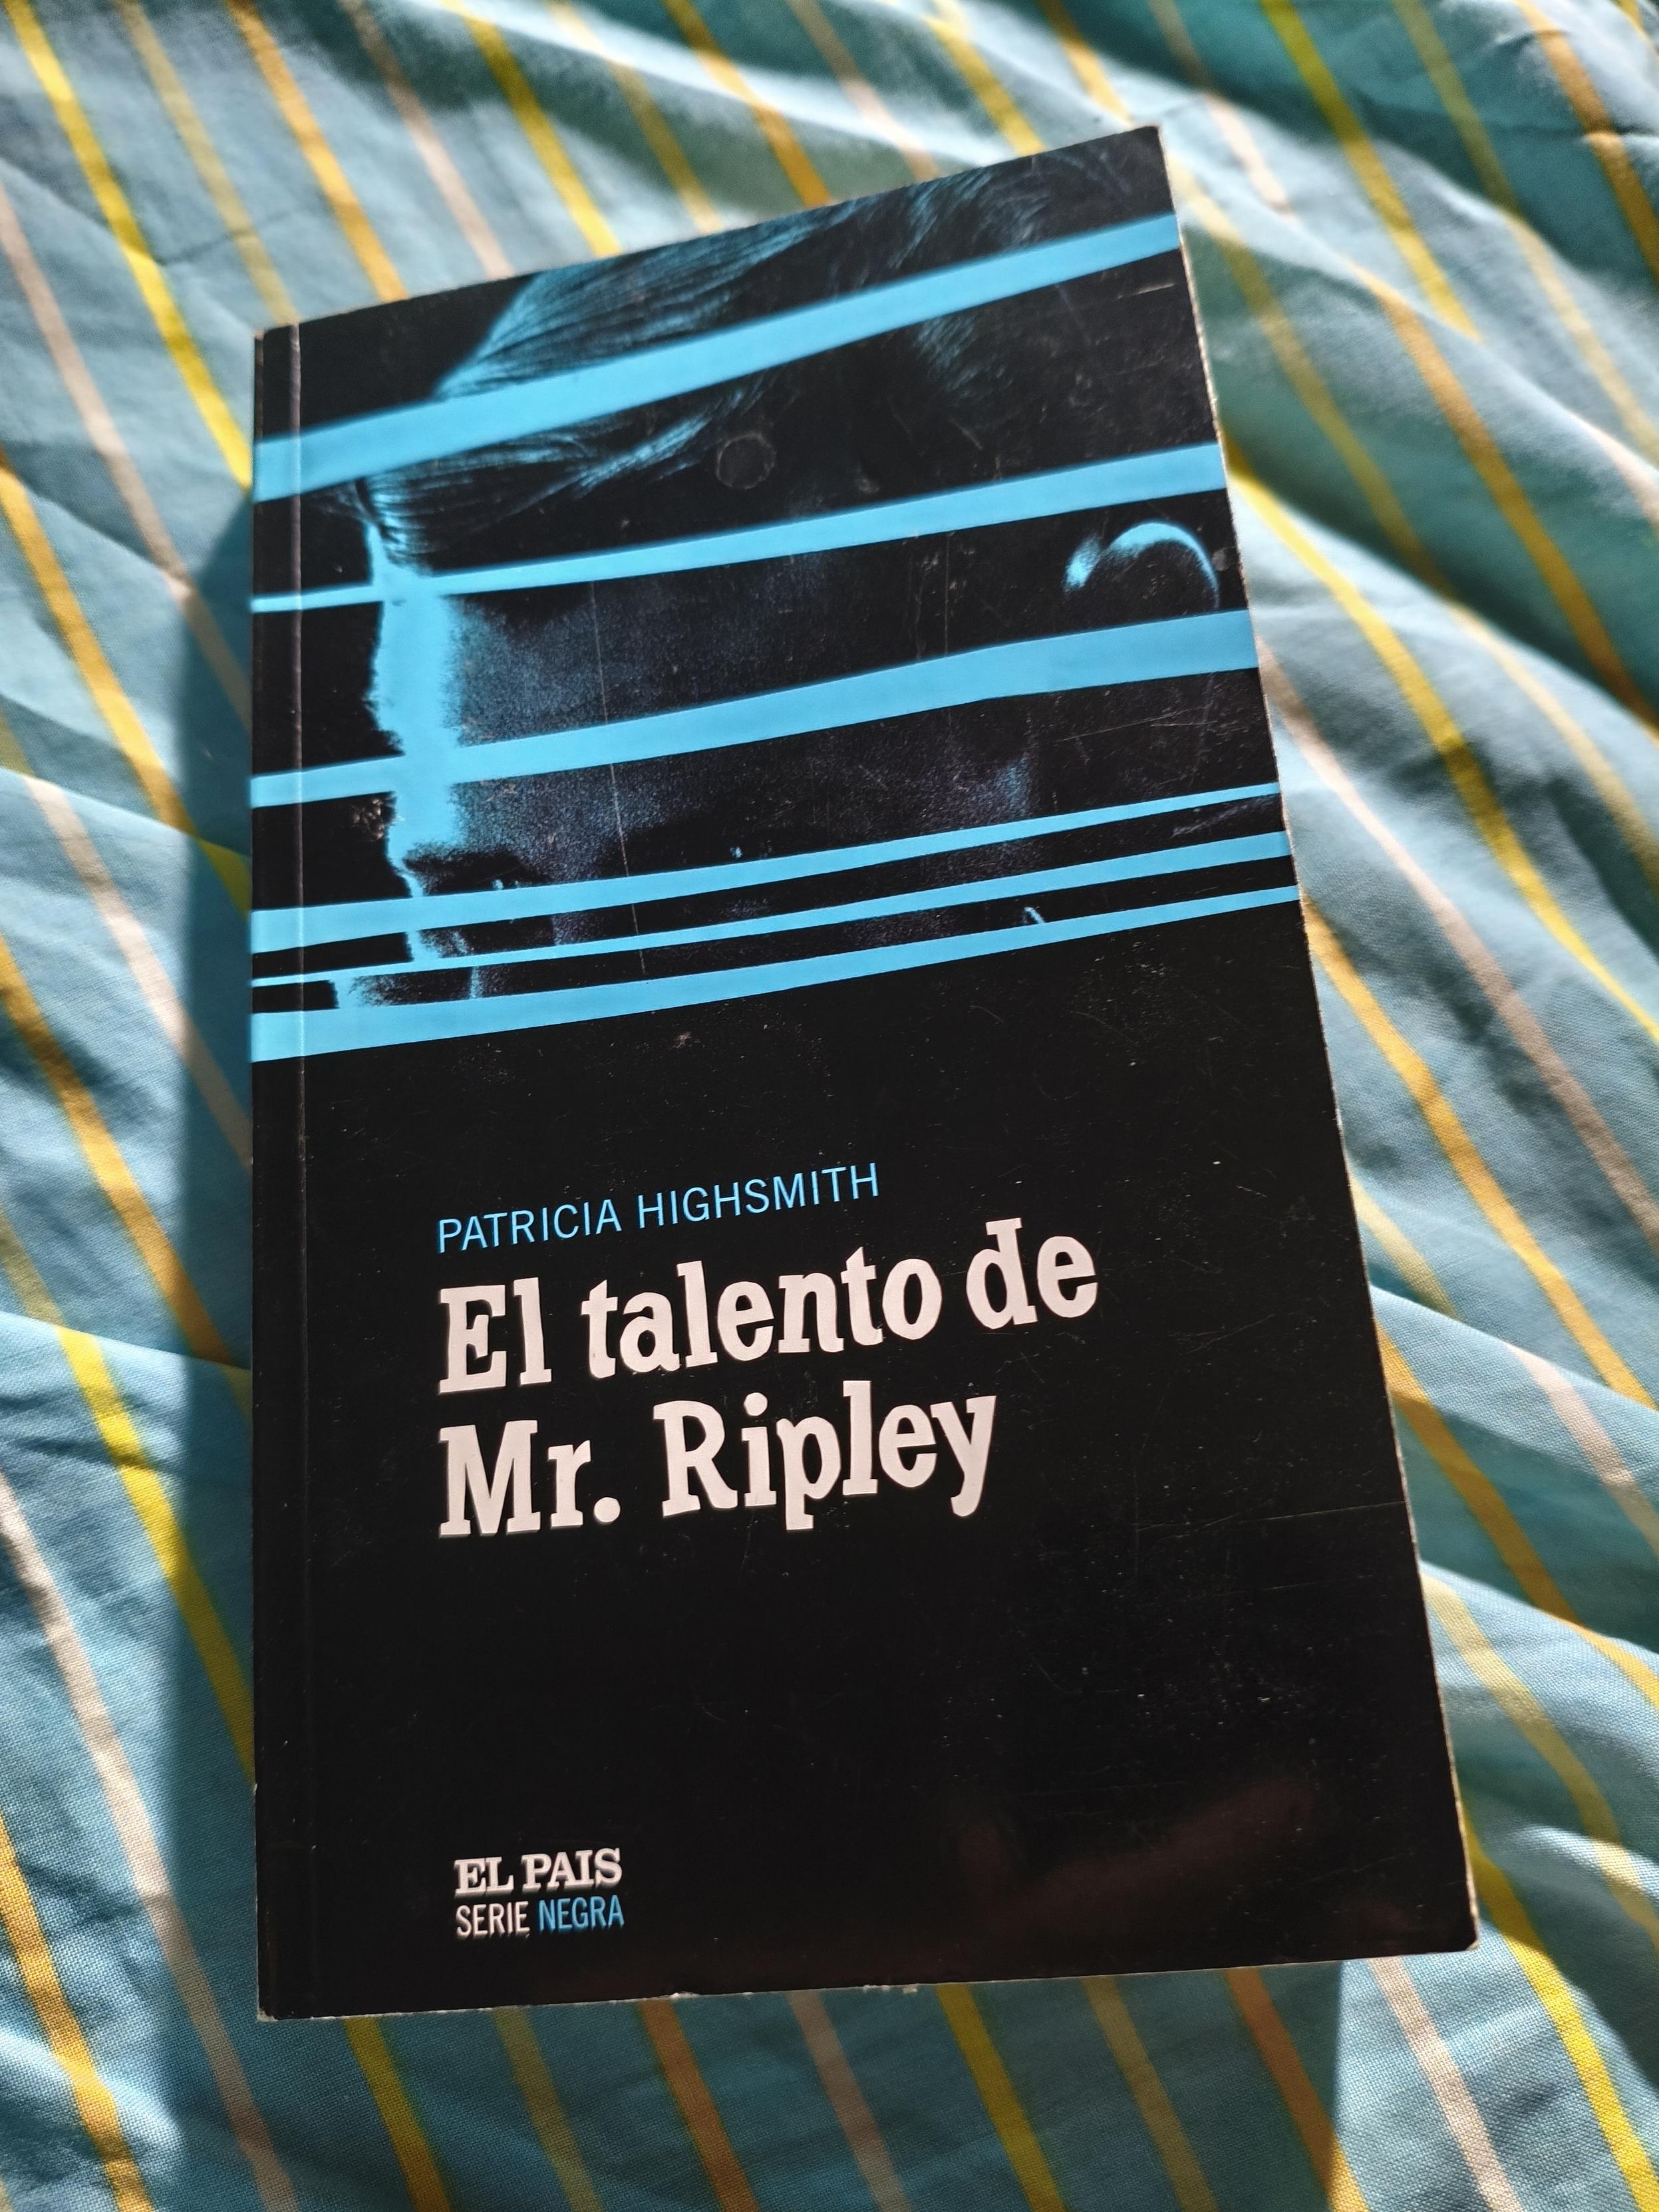 PATRICIA HIGHSMITH
El talento de
Mr. Ripley
EL PAIS
SERIE NEGRA